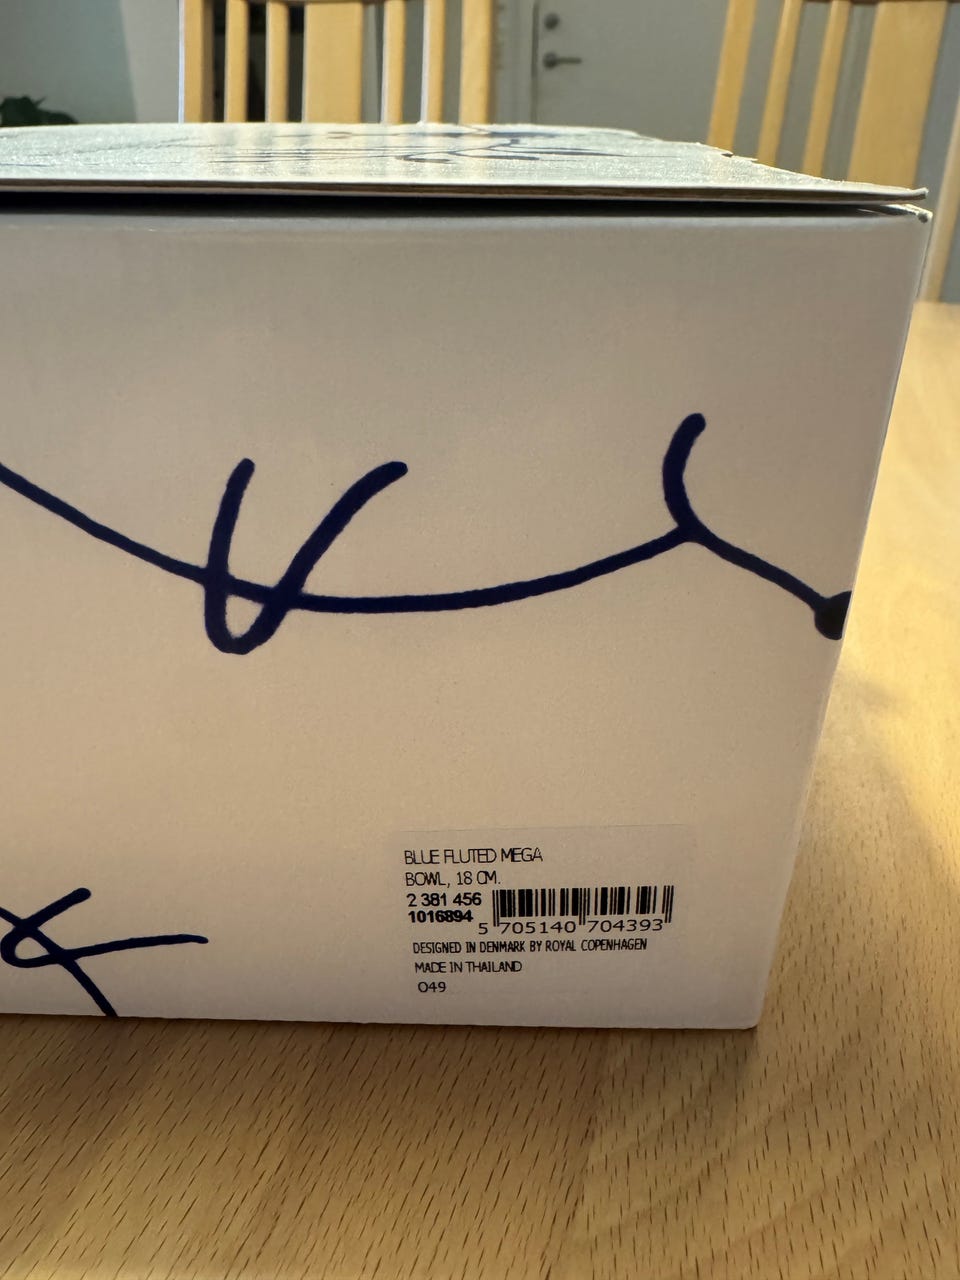 BLUE FLUTED MEGA
BOWL, 18 CM.
2 381 456
1016894
5 705140 704393
DESIGNED IN DENMARK BY ROYAL COPENHAGEN
MADE IN THAILAND
049